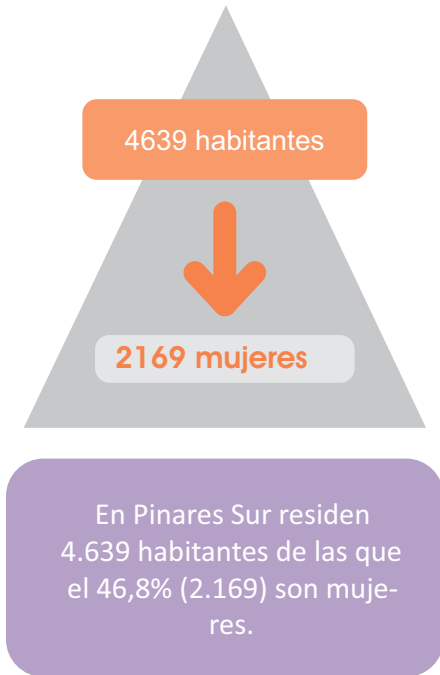 4639 habitantes
2169 mujeres
En Pinares Sur residen
4.639 habitantes de las que
el 46,8% (2.169) son muje-
res.